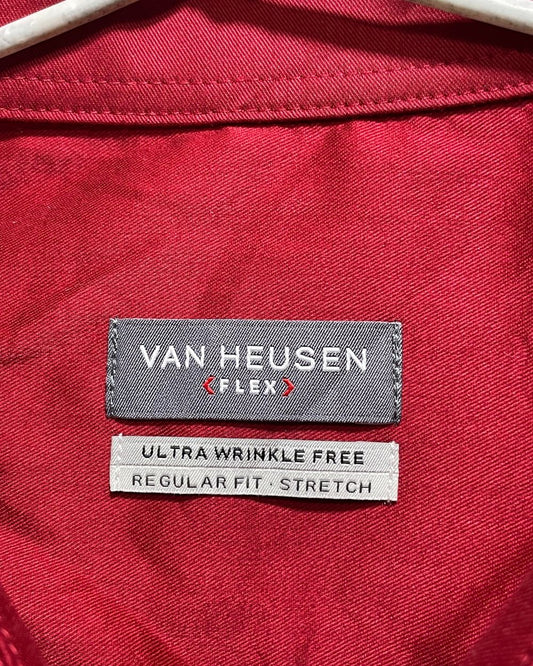 VAN HEUSEN
<FLEX>
ULTRA WRINKLE FREE
REGULAR FIT · STRETCH